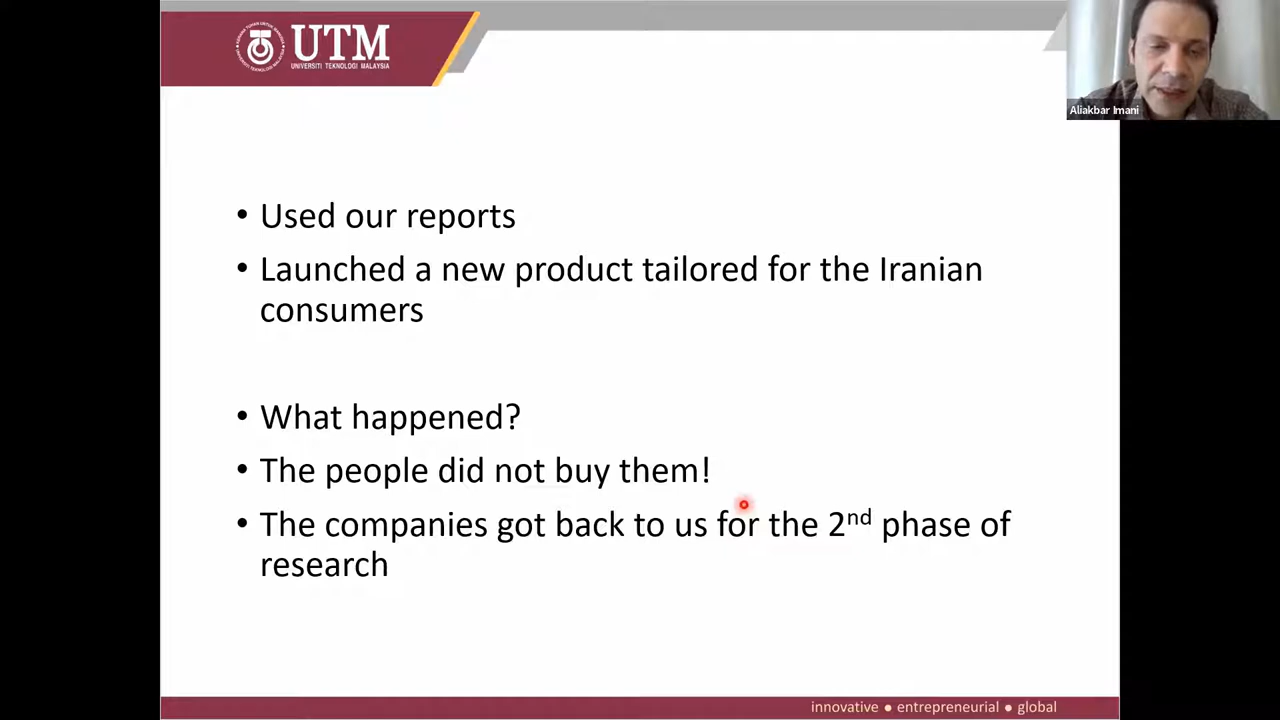 UTM
UNIVERSITI TEKNOLOGI MALAYSIA
Aliakbar Imani
• Used our reports
• Launched a new product tailored for the Iranian
consumers
• What happened?
• The people did not buy them!
• The companies got back to us for the 2nd phase of
research
innovative ● entrepreneurial ● global